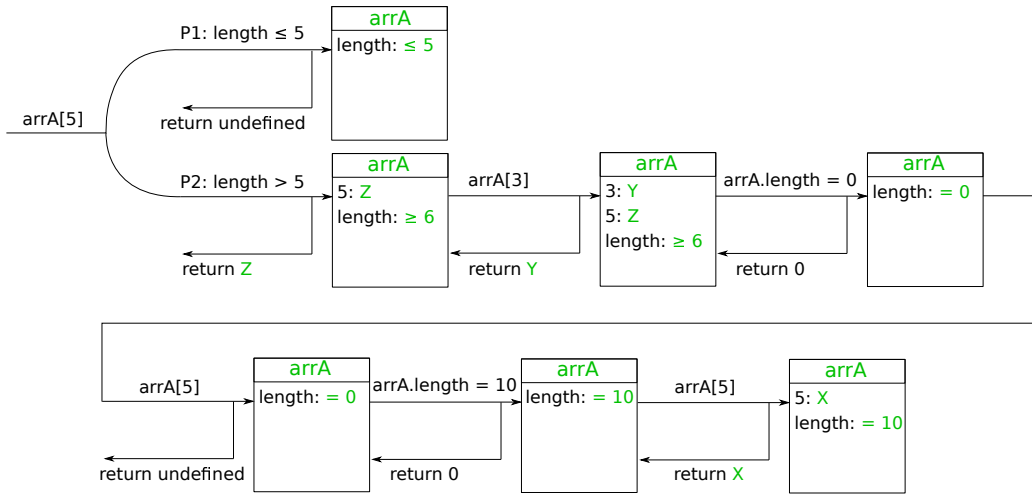 arrA
P1: length ≤ 5
length: ≤ 5
arrA[5]
return undefined
arrA
P2: length > 5
5: Z
length: ≥ 6
return Z
arrA[3]
return Y
arrA
3: Y
5: Z
length: ≥ 6
arrA.length = 0
return 0
arrA
length: = 0
arrA[5]
return undefined
arrA
length: = 0
arrA.length = 10
return 0
arrA
length: = 10
arrA[5]
return X
arrA
5: X
length: = 10